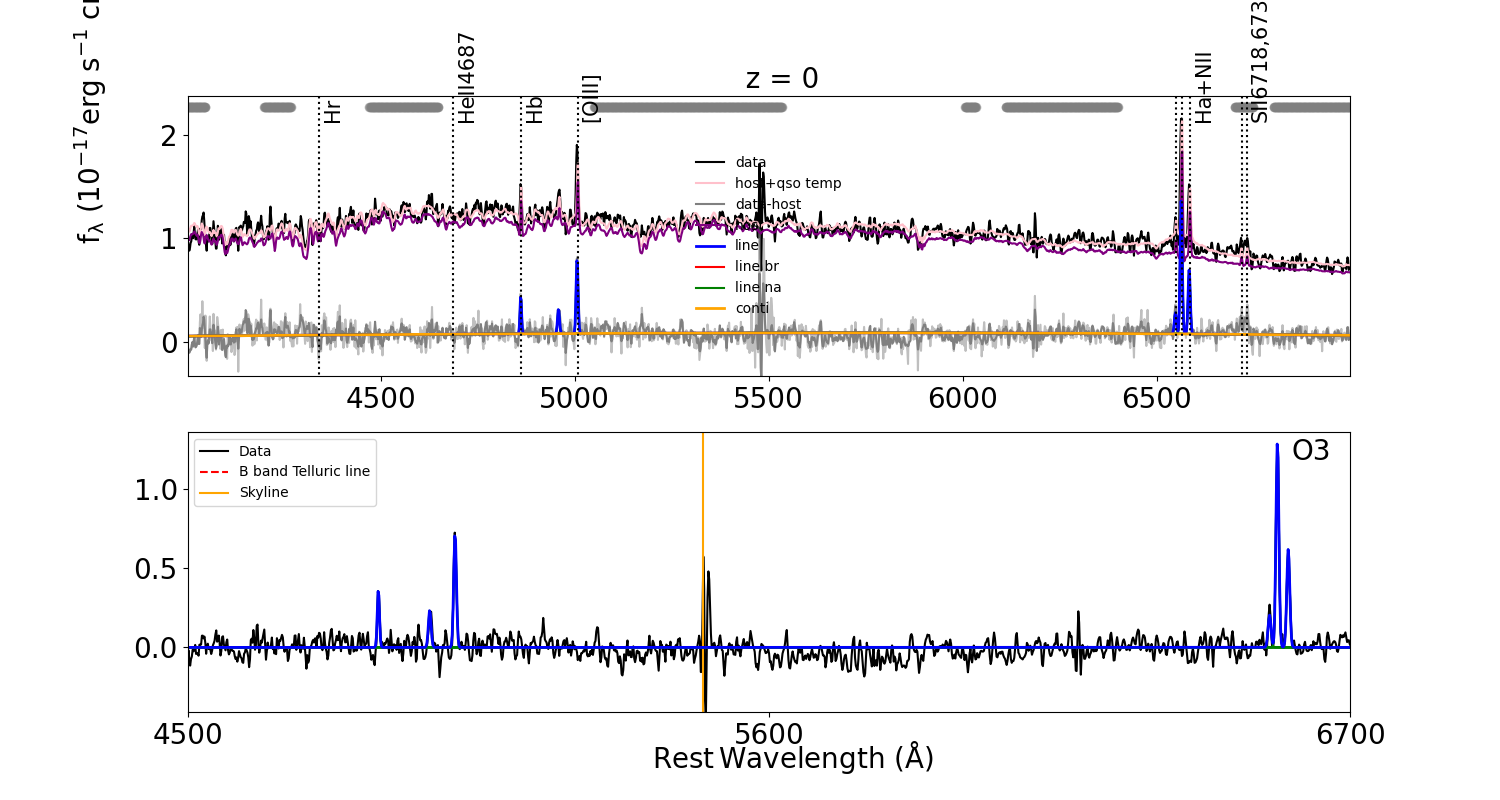 z = 0
f_λ (10^−17 erg s^−1 c
Hr
HeII4687
Hb
[OIII]
Ha+NII
SII6718,673
2
1
0
data
host+qso temp
data-host
line
line br
line na
conti
4500
5000
5500
6000
6500
Data
B band Telluric line
Skyline
O3
1.0
0.5
0.0
4500
5600
6700
Rest Wavelength (Å)